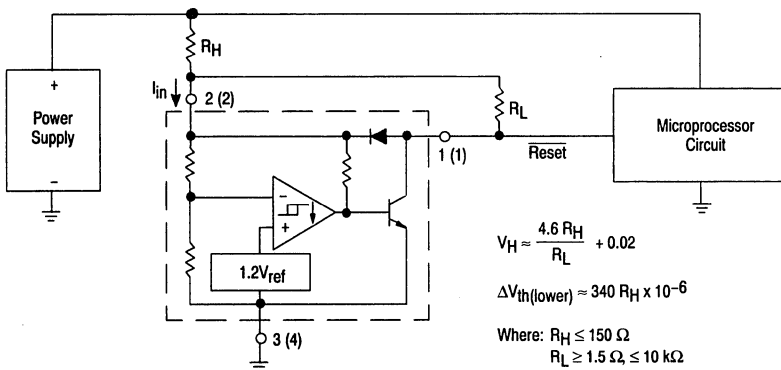 R_H
I_in
2 (2)
+
Power
Supply
−
R_L
1 (1)
Reset
Microprocessor
Circuit
−
+
1.2V_ref
3 (4)
V_H ≈ 4.6 R_H / R_L + 0.02
ΔV_th(lower) ≈ 340 R_H x 10^−6
Where: R_H ≤ 150 Ω
R_L ≥ 1.5 Ω, ≤ 10 kΩ